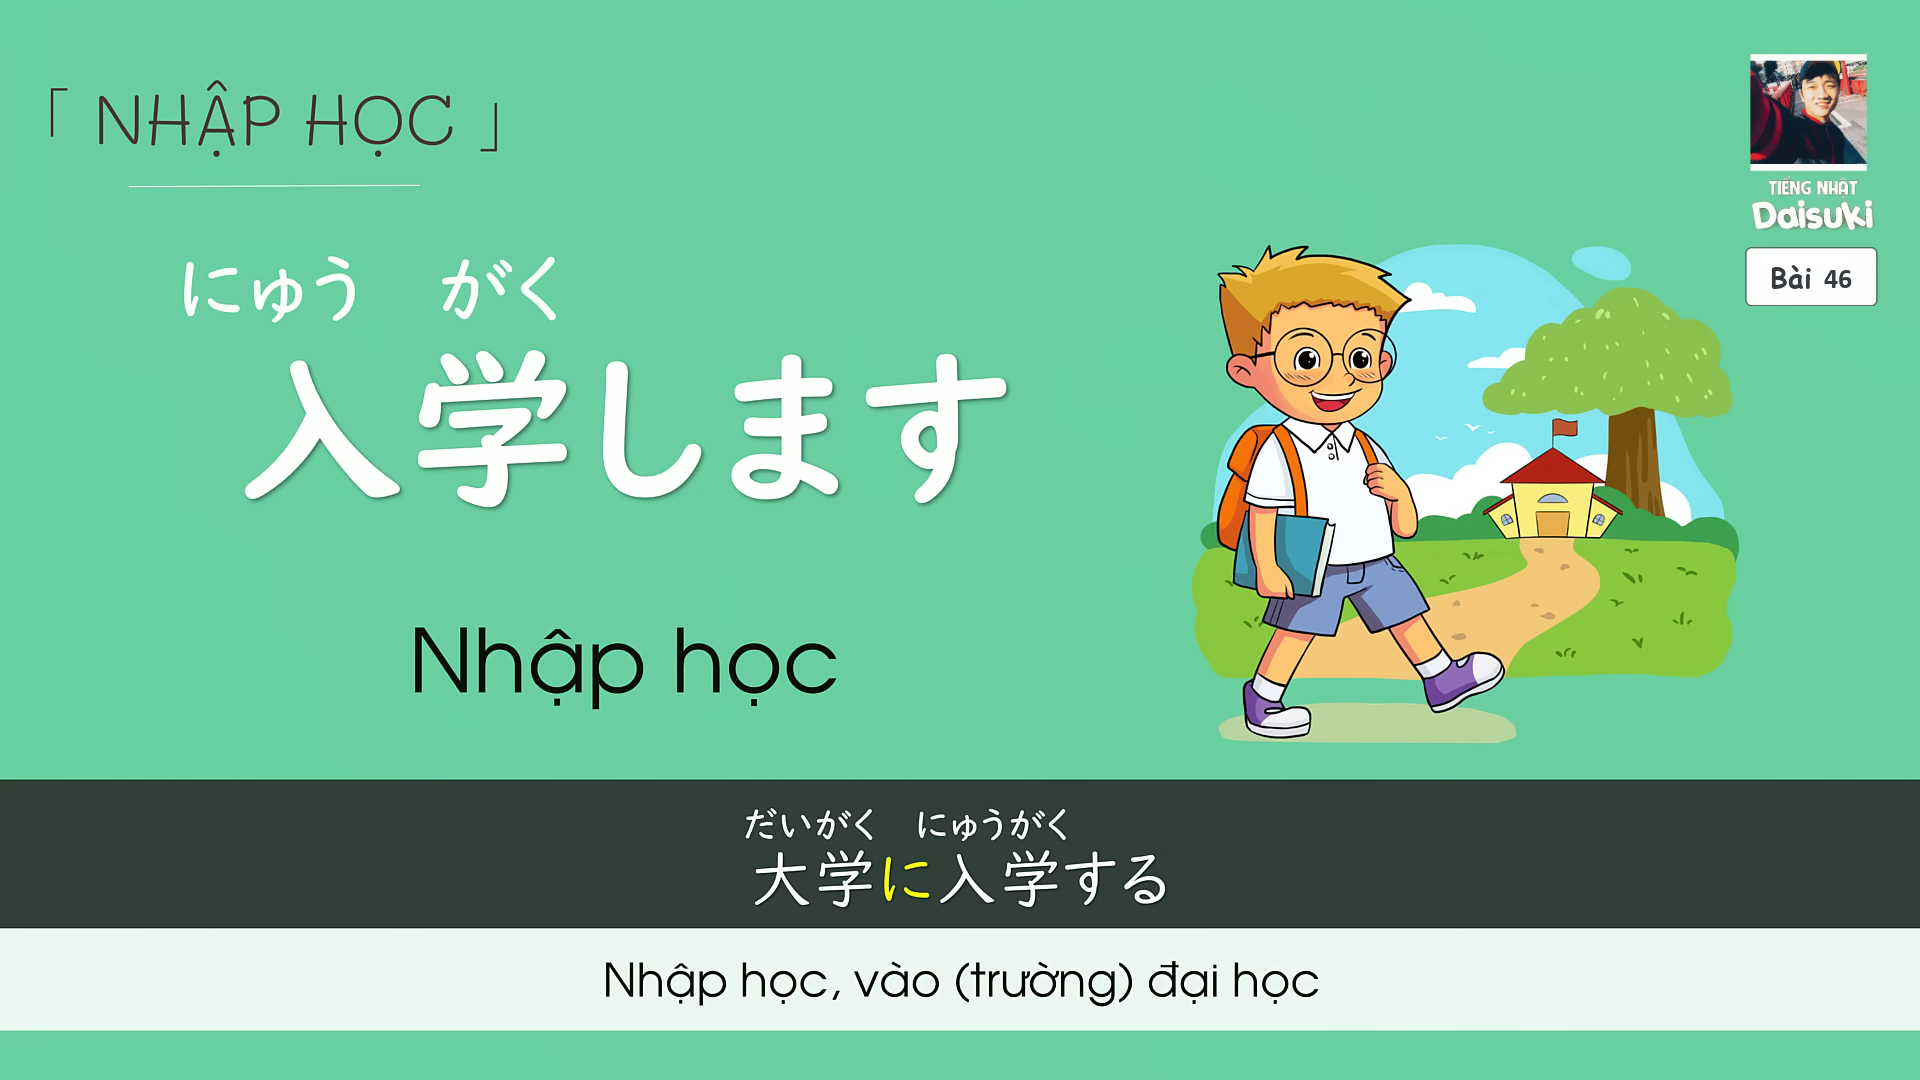 「 NHẬP HỌC 」
TIẾNG NHẬT
Daisuki
Bài 46
にゅう がく
入学します
Nhập học
だいがく にゅうがく
大学に入学する
Nhập học, vào (trường) đại học